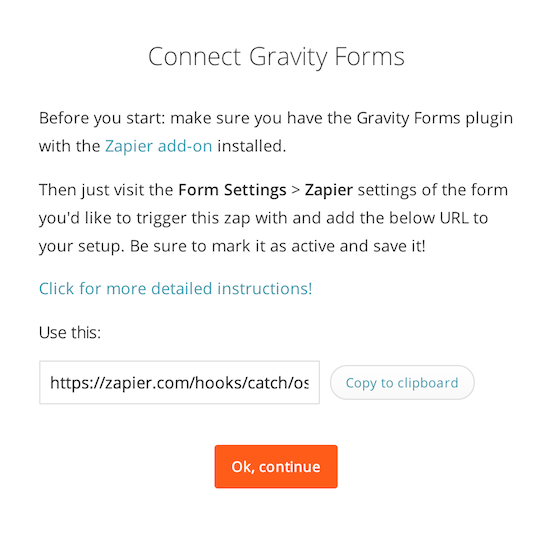 Connect Gravity Forms
Before you start: make sure you have the Gravity Forms plugin
with the Zapier add-on installed.
Then just visit the Form Settings > Zapier settings of the form
you'd like to trigger this zap with and add the below URL to
your setup. Be sure to mark it as active and save it!
Click for more detailed instructions!
Use this:
https://zapier.com/hooks/catch/os
Copy to clipboard
Ok, continue